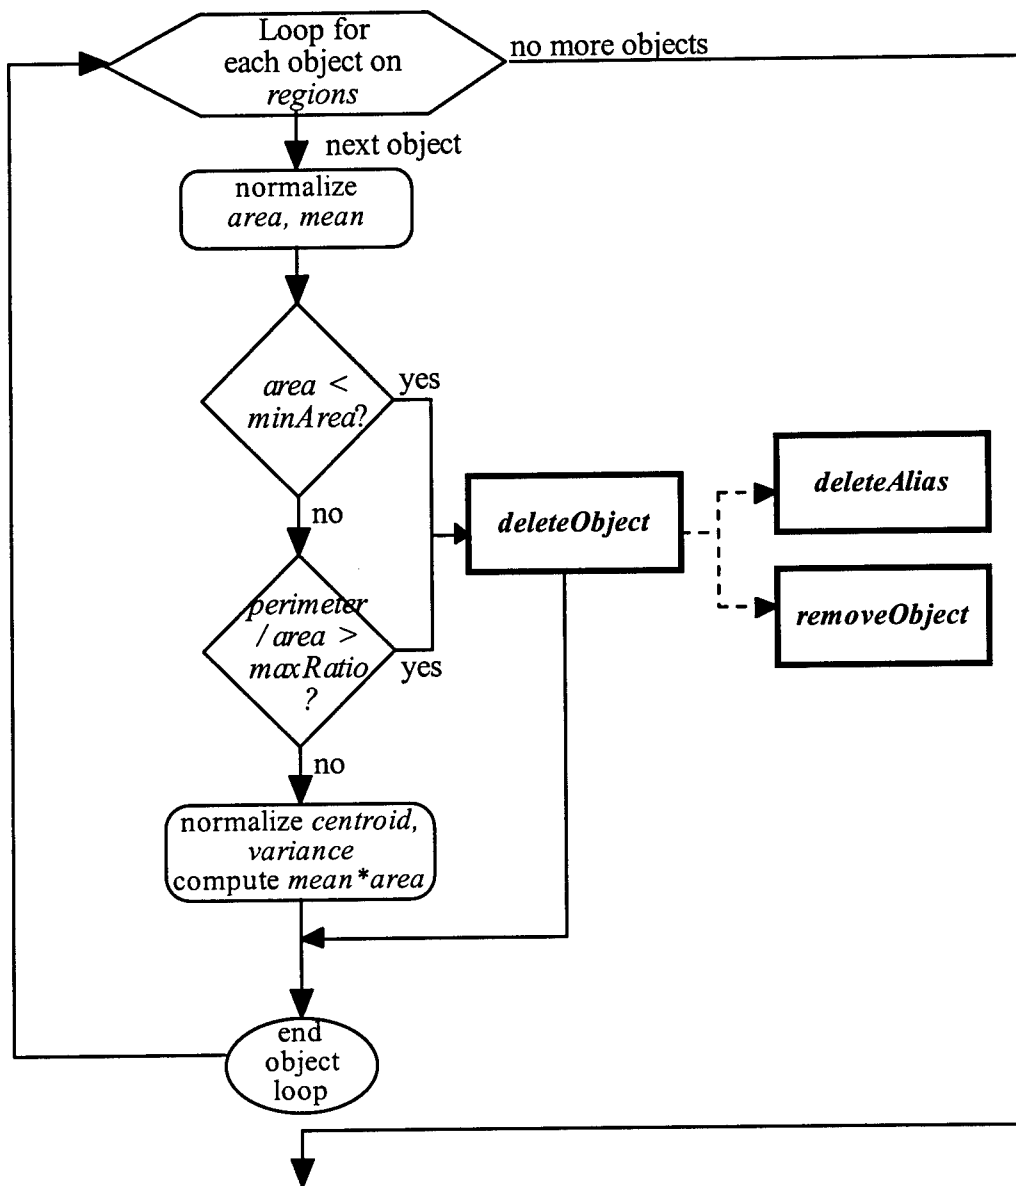 Loop for
each object on
regions
no more objects
next object
normalize
area, mean
area <
minArea?
yes
no
deleteObject
deleteAlias
removeObject
perimeter
/ area >
maxRatio
?
yes
no
normalize centroid,
variance
compute mean*area
end
object
loop